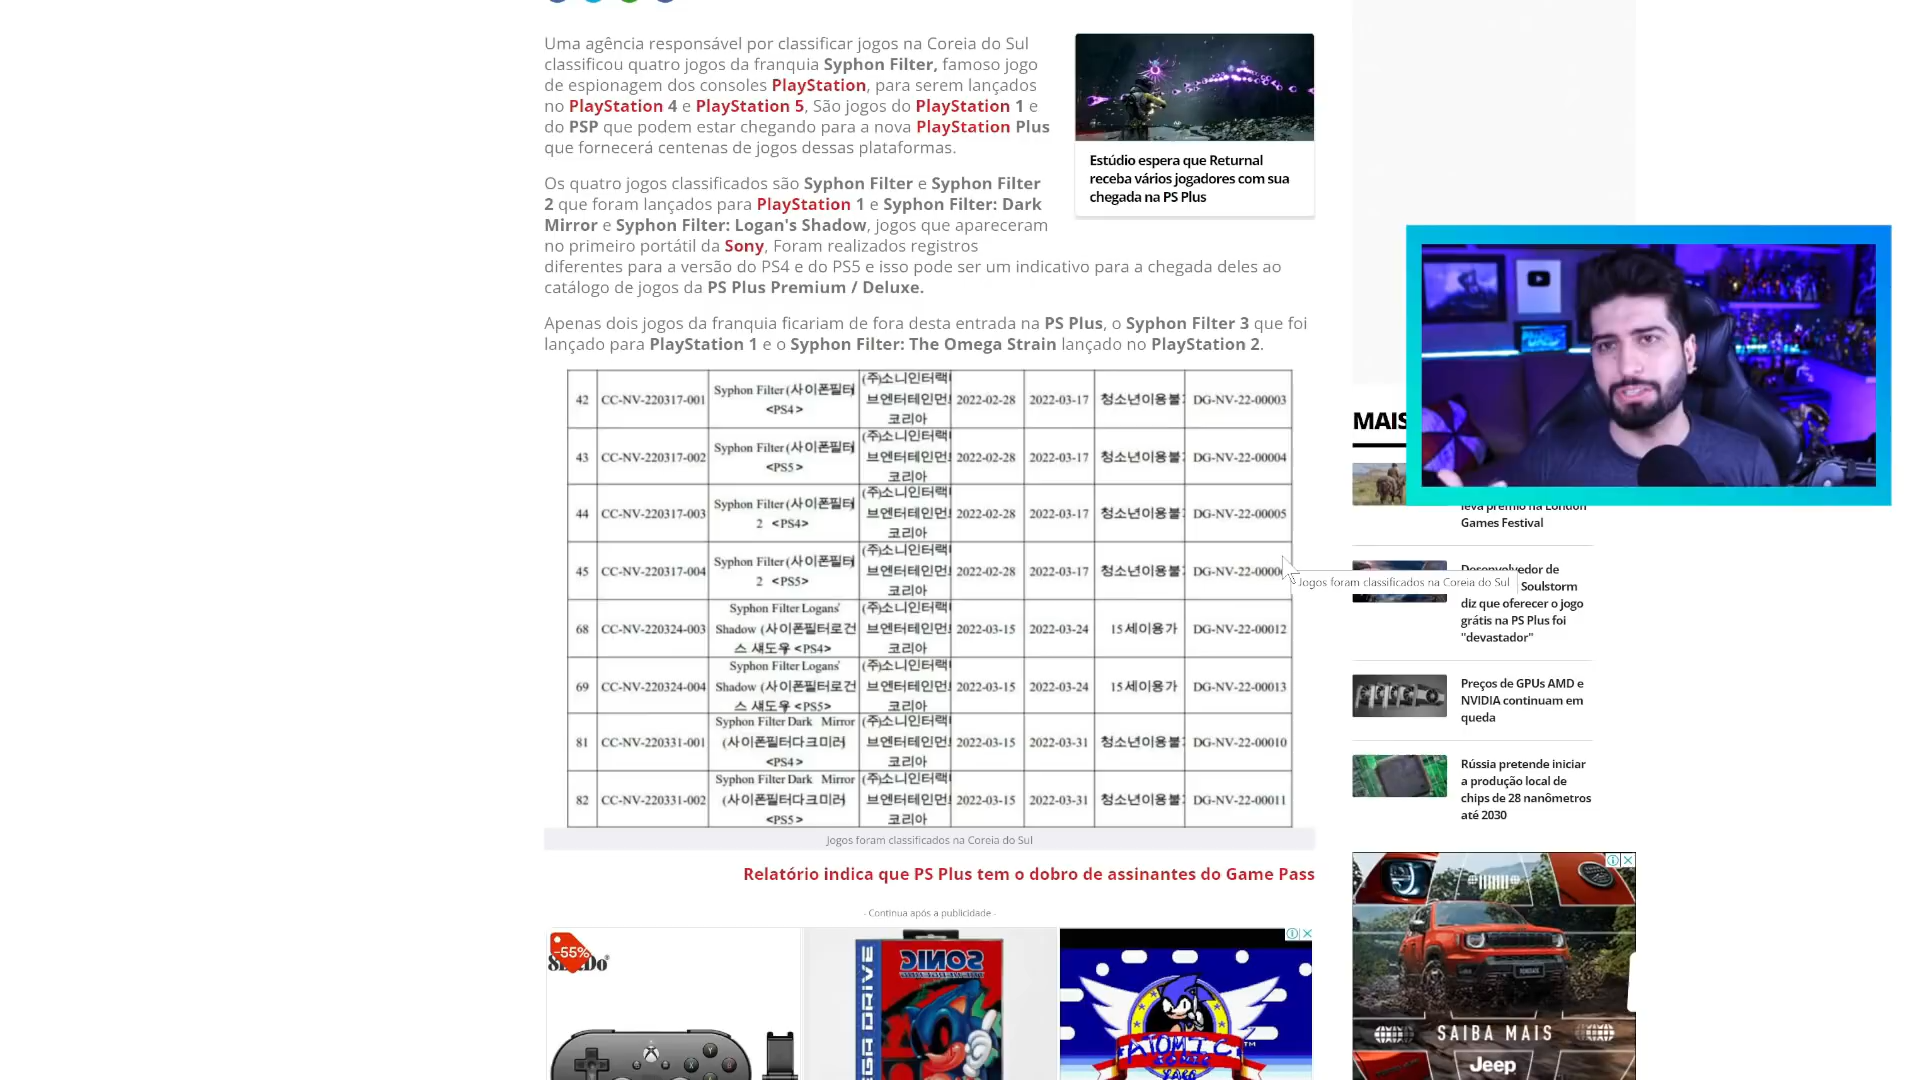 Uma agência responsável por classificar jogos na Coreia do Sul
classificou quatro jogos da franquia Syphon Filter, famoso jogo
de espionagem dos consoles PlayStation, para serem lançados
no PlayStation 4 e PlayStation 5, São jogos do PlayStation 1 e
do PSP que podem estar chegando para a nova PlayStation Plus
que fornecerá centenas de jogos dessas plataformas.
Estúdio espera que Returnal
receba vários jogadores com sua
chegada na PS Plus
Os quatro jogos classificados são Syphon Filter e Syphon Filter
2 que foram lançados para PlayStation 1 e Syphon Filter: Dark
Mirror e Syphon Filter: Logan's Shadow, jogos que apareceram
no primeiro portátil da Sony, Foram realizados registros
diferentes para a versão do PS4 e do PS5 e isso pode ser um indicativo para a chegada deles ao
catálogo de jogos da PS Plus Premium / Deluxe.
Apenas dois jogos da franquia ficariam de fora desta entrada na PS Plus, o Syphon Filter 3 que foi
lançado para PlayStation 1 e o Syphon Filter: The Omega Strain lançado no PlayStation 2.
42 CC-NV-220317-001 Syphon Filter (사이폰필터 <PS4> (주)소니인터랙 브엔터테인먼 코리아 2022-02-28 2022-03-17 청소년이용불 DG-NV-22-00003
43 CC-NV-220317-002 Syphon Filter (사이폰필터 <PS5> (주)소니인터랙 브엔터테인먼 코리아 2022-02-28 2022-03-17 청소년이용불 DG-NV-22-00004
44 CC-NV-220317-003 Syphon Filter (사이폰필터 2 <PS4> (주)소니인터랙 브엔터테인먼 코리아 2022-02-28 2022-03-17 청소년이용불 DG-NV-22-00005
45 CC-NV-220317-004 Syphon Filter (사이폰필터 2 <PS5> (주)소니인터랙 브엔터테인먼 코리아 2022-02-28 2022-03-17 청소년이용불 DG-NV-22-0000
68 CC-NV-220324-003 Syphon Filter Logans' Shadow (사이폰필터로건 스 섀도우 <PS4> (주)소니인터랙 브엔터테인먼 코리아 2022-03-15 2022-03-24 15세이용가 DG-NV-22-00012
69 CC-NV-220324-004 Syphon Filter Logans' Shadow (사이폰필터로건 스 섀도우 <PS5> (주)소니인터랙 브엔터테인먼 코리아 2022-03-15 2022-03-24 15세이용가 DG-NV-22-00013
81 CC-NV-220331-001 Syphon Filter Dark Mirror (사이폰필터다크미러) <PS4> (주)소니인터랙 브엔터테인먼 코리아 2022-03-15 2022-03-31 청소년이용불 DG-NV-22-00010
82 CC-NV-220331-002 Syphon Filter Dark Mirror (사이폰필터다크미러) <PS5> (주)소니인터랙 브엔터테인먼 코리아 2022-03-15 2022-03-31 청소년이용불 DG-NV-22-00011
Jogos foram classificados na Coreia do Sul
Jogos foram classificados na Coreia do Sul
Relatório indica que PS Plus tem o dobro de assinantes do Game Pass
- Continua após a publicidade -
-55%
SONIC
MEGA DRIVE
MAIS
leva prêmio na London
Games Festival
Desenvolvedor de
Soulstorm
diz que oferecer o jogo
grátis na PS Plus foi
"devastador"
Preços de GPUs AMD e
NVIDIA continuam em
queda
Rússia pretende iniciar
a produção local de
chips de 28 nanômetros
até 2030
SAIBA MAIS
Jeep